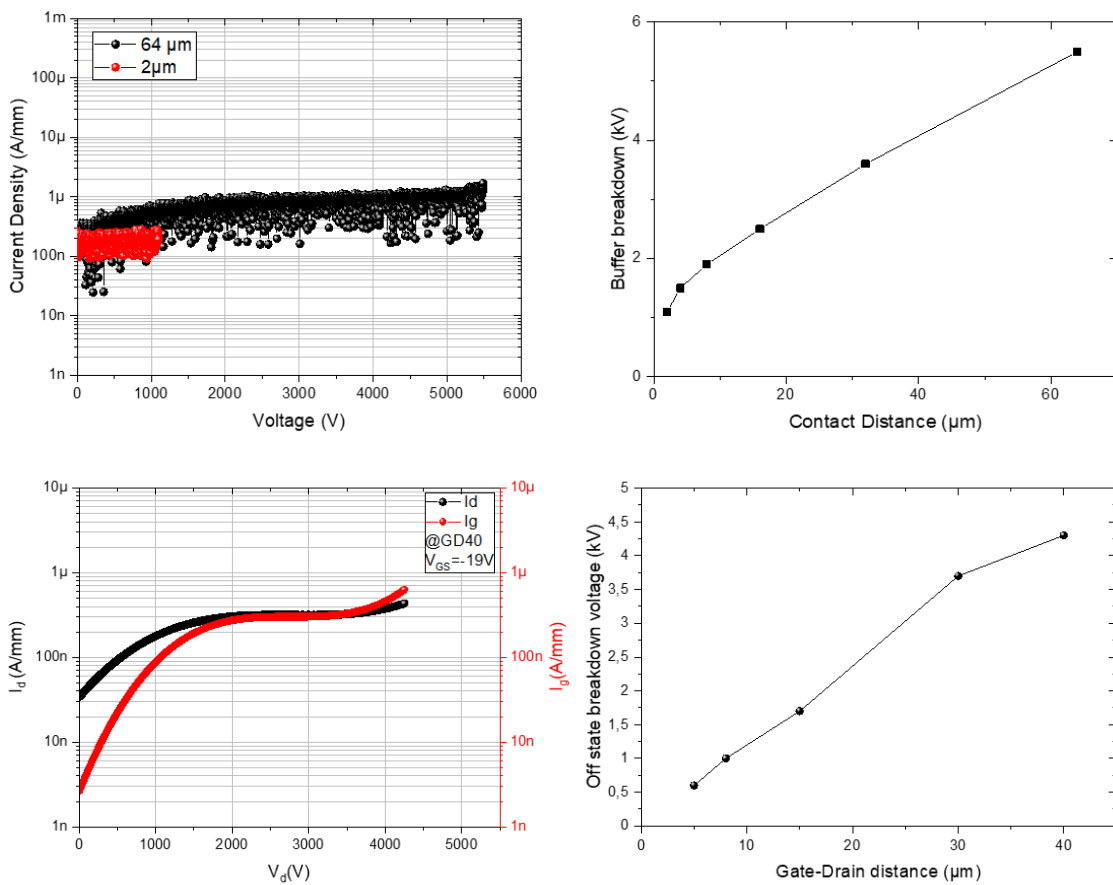 1m
100µ
10µ
1µ
100n
10n
1n
Current Density (A/mm)
64 µm
2µm
0 1000 2000 3000 4000 5000 6000
Voltage (V)
6
4
2
0
Buffer breakdown (kV)
0 20 40 60
Contact Distance (µm)
10µ
1µ
100n
10n
1n
I_d(A/mm)
Id
Ig
@GD40
V_GS=-19V
10µ
1µ
100n
10n
1n
I_g(A/mm)
0 1000 2000 3000 4000 5000
V_d(V)
5
4,5
4
3,5
3
2,5
2
1,5
1
0,5
0
Off state breakdown voltage (kV)
0 10 20 30 40
Gate-Drain distance (µm)